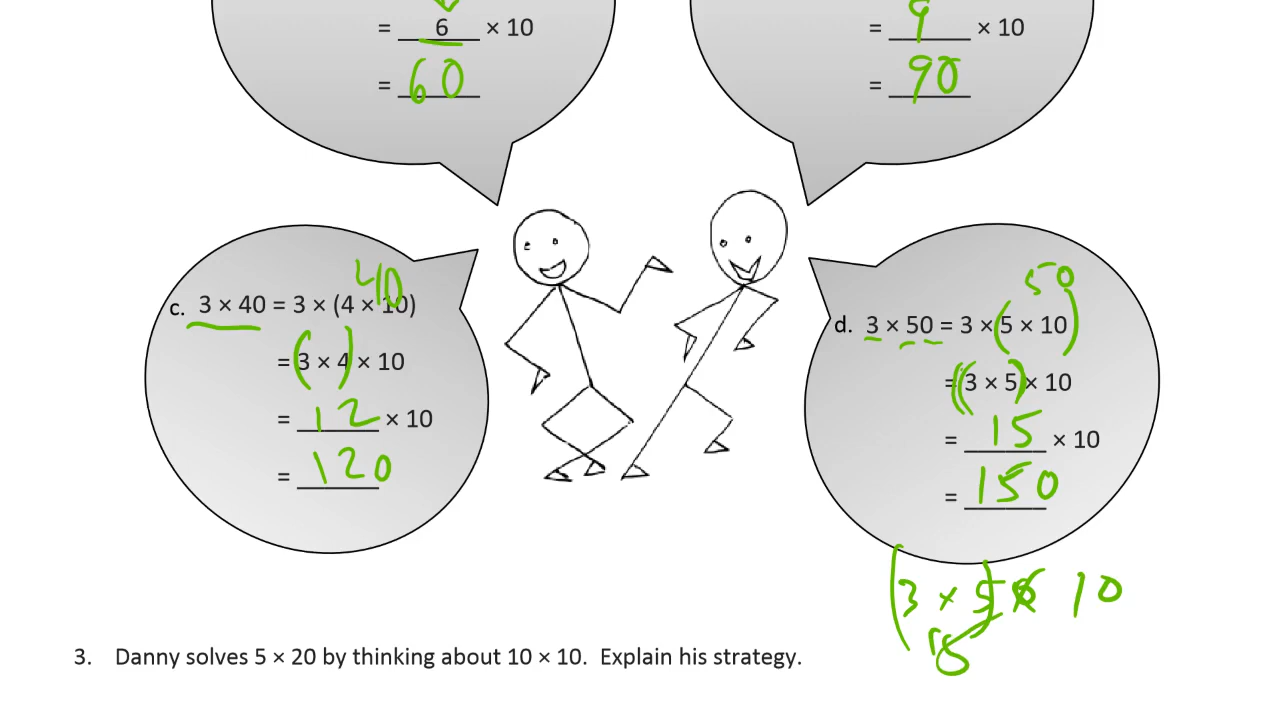 = 6 × 10
= 60
= 9 × 10
= 90
40
c. 3 × 40 = 3 × (4 × 10)
= (3 × 4) × 10
= 12 × 10
= 120
50
d. 3 × 50 = 3 × (5 × 10)
= ((3 × 5) × 10
= 15 × 10
= 150
(3 × 5) × 10
15
3. Danny solves 5 × 20 by thinking about 10 × 10. Explain his strategy.